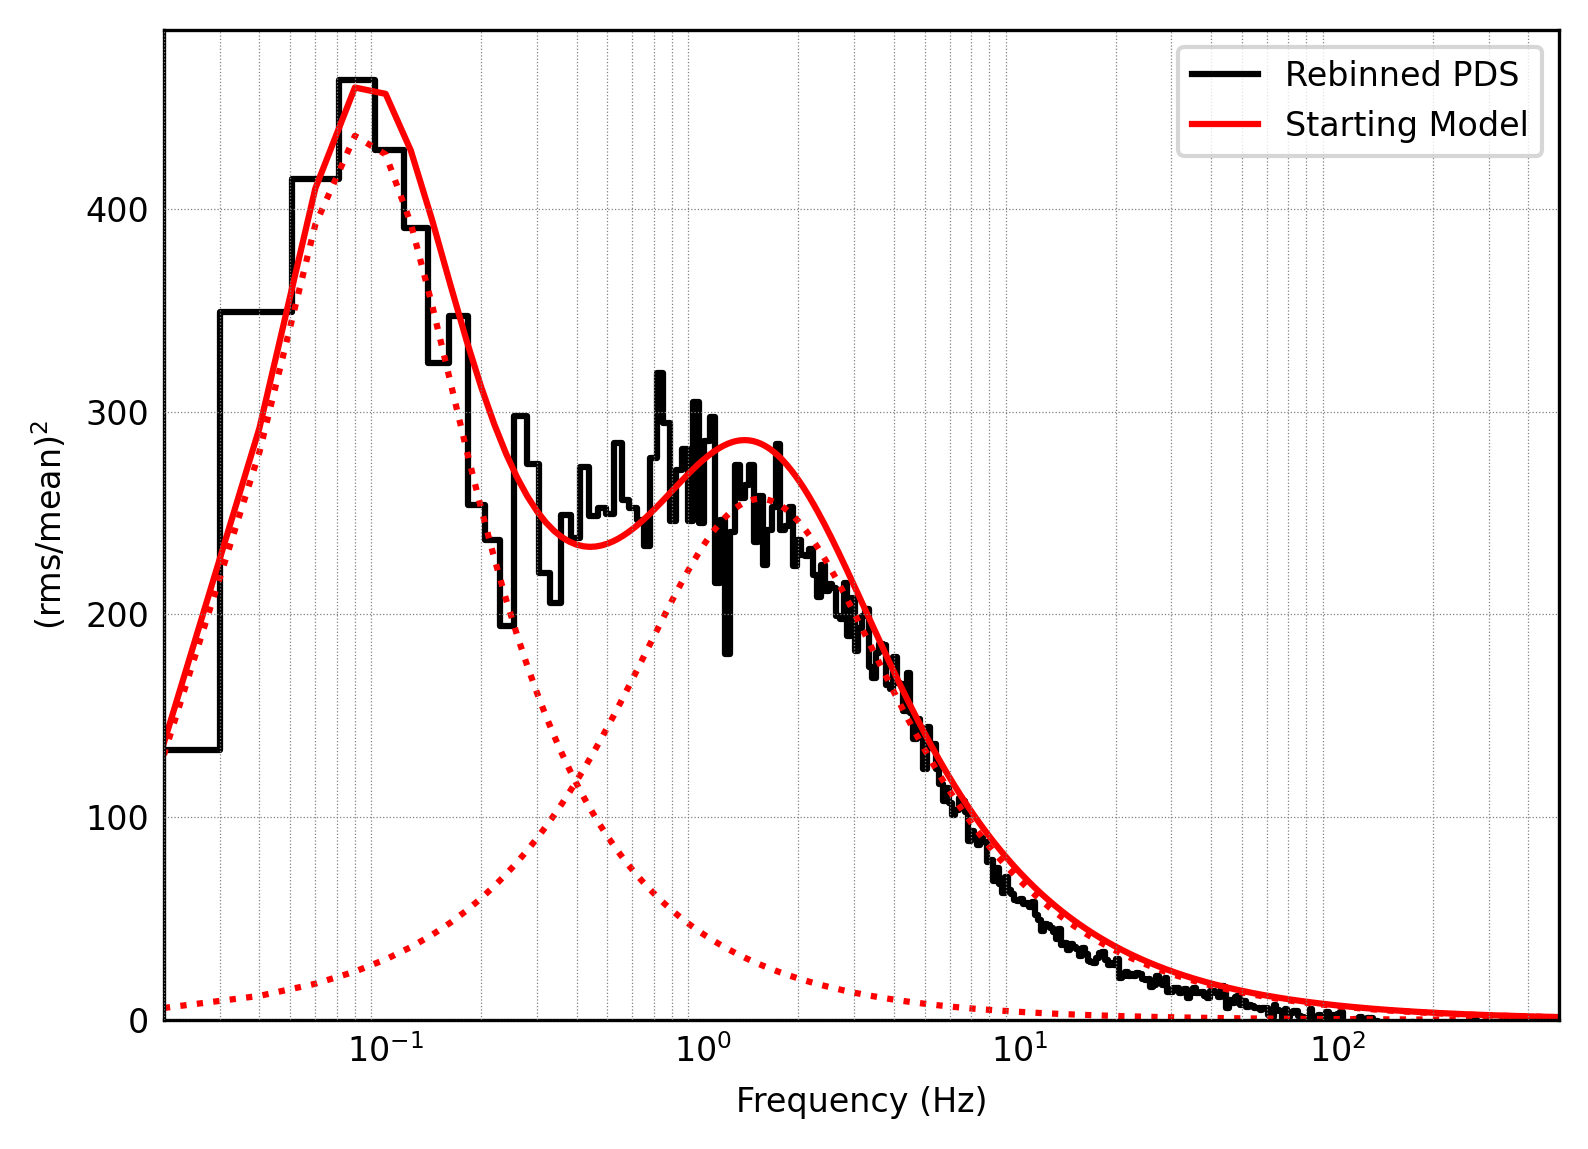 Rebinned PDS
Starting Model
(rms/mean)²
400
300
200
100
0
10⁻¹
10⁰
10¹
10²
Frequency (Hz)